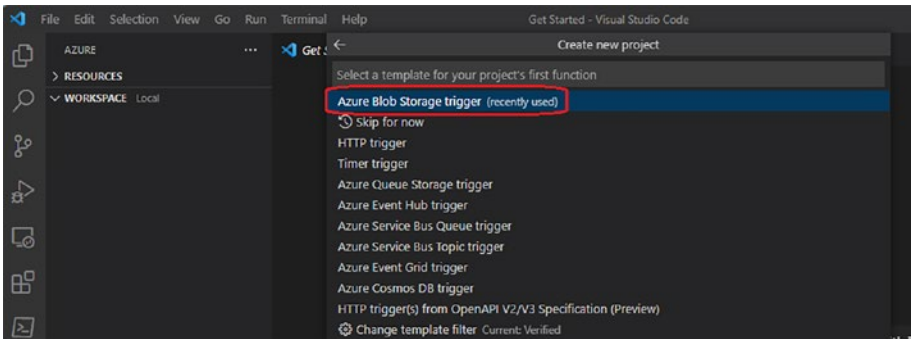 File Edit Selection View Go Run Terminal Help Get Started - Visual Studio Code
AZURE
Get S
Create new project
RESOURCES
WORKSPACE Local
Select a template for your project's first function
Azure Blob Storage trigger (recently used)
Skip for now
HTTP trigger
Timer trigger
Azure Queue Storage trigger
Azure Event Hub trigger
Azure Service Bus Queue trigger
Azure Service Bus Topic trigger
Azure Event Grid trigger
Azure Cosmos DB trigger
HTTP trigger(s) from OpenAPI V2/V3 Specification (Preview)
Change template filter Current: Verified